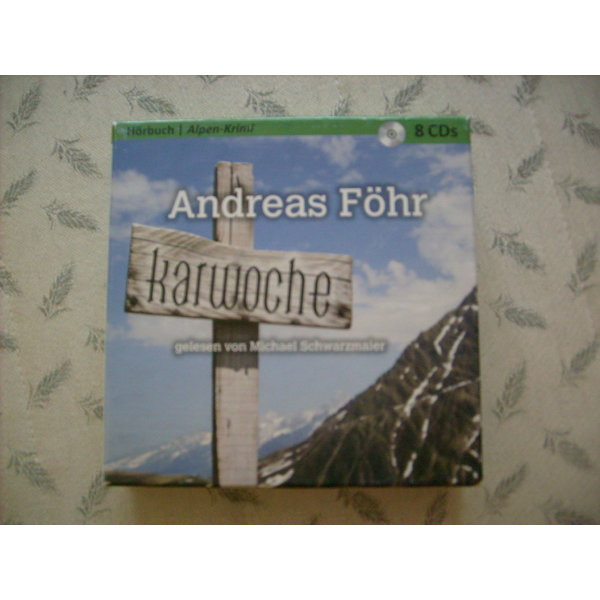 Hörbuch | Alpen-Krimi
8 CDs
Andreas Föhr
karwoche
gelesen von Michael Schwarzmaier